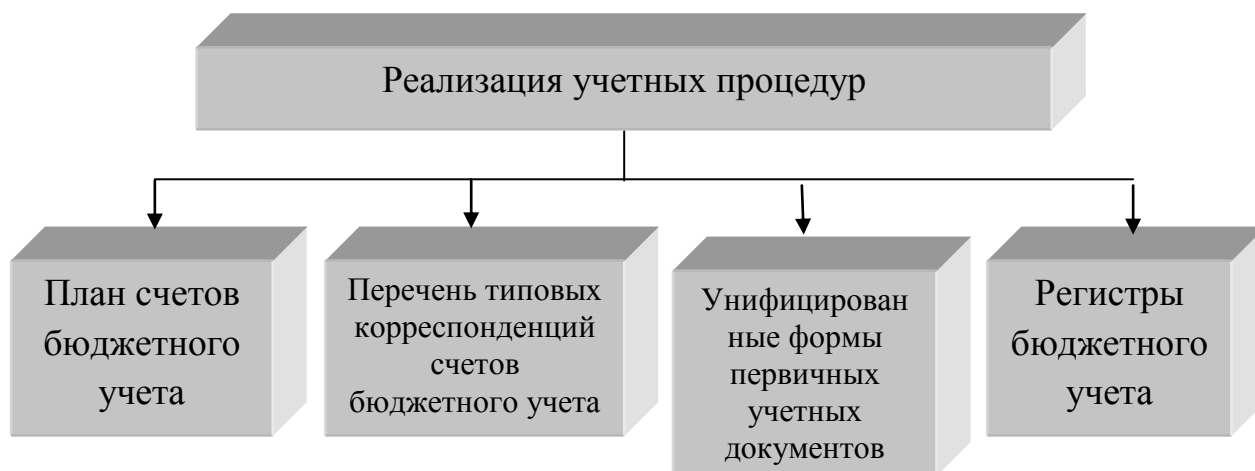 Реализация учетных процедур
План счетов
бюджетного
учета
Перечень типовых
корреспонденций
счетов
бюджетного учета
Унифицирован
ные формы
первичных
учетных
документов
Регистры
бюджетного
учета